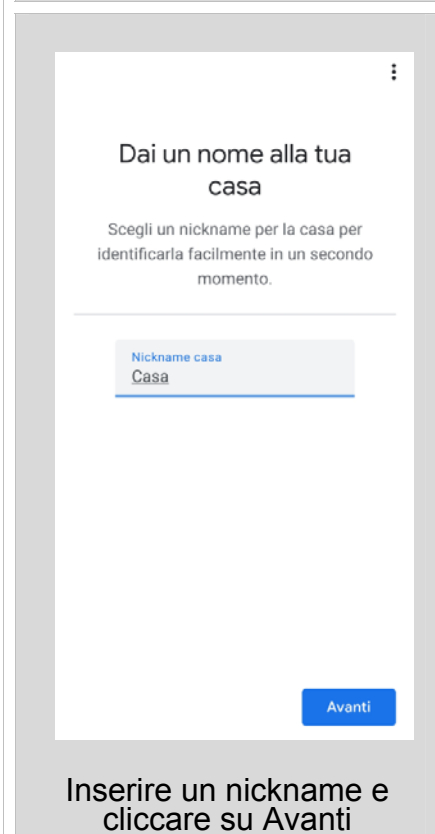 Dai un nome alla tua
casa
Scegli un nickname per la casa per
identificarla facilmente in un secondo
momento.
Nickname casa
Casa
Avanti
Inserire un nickname e
cliccare su Avanti